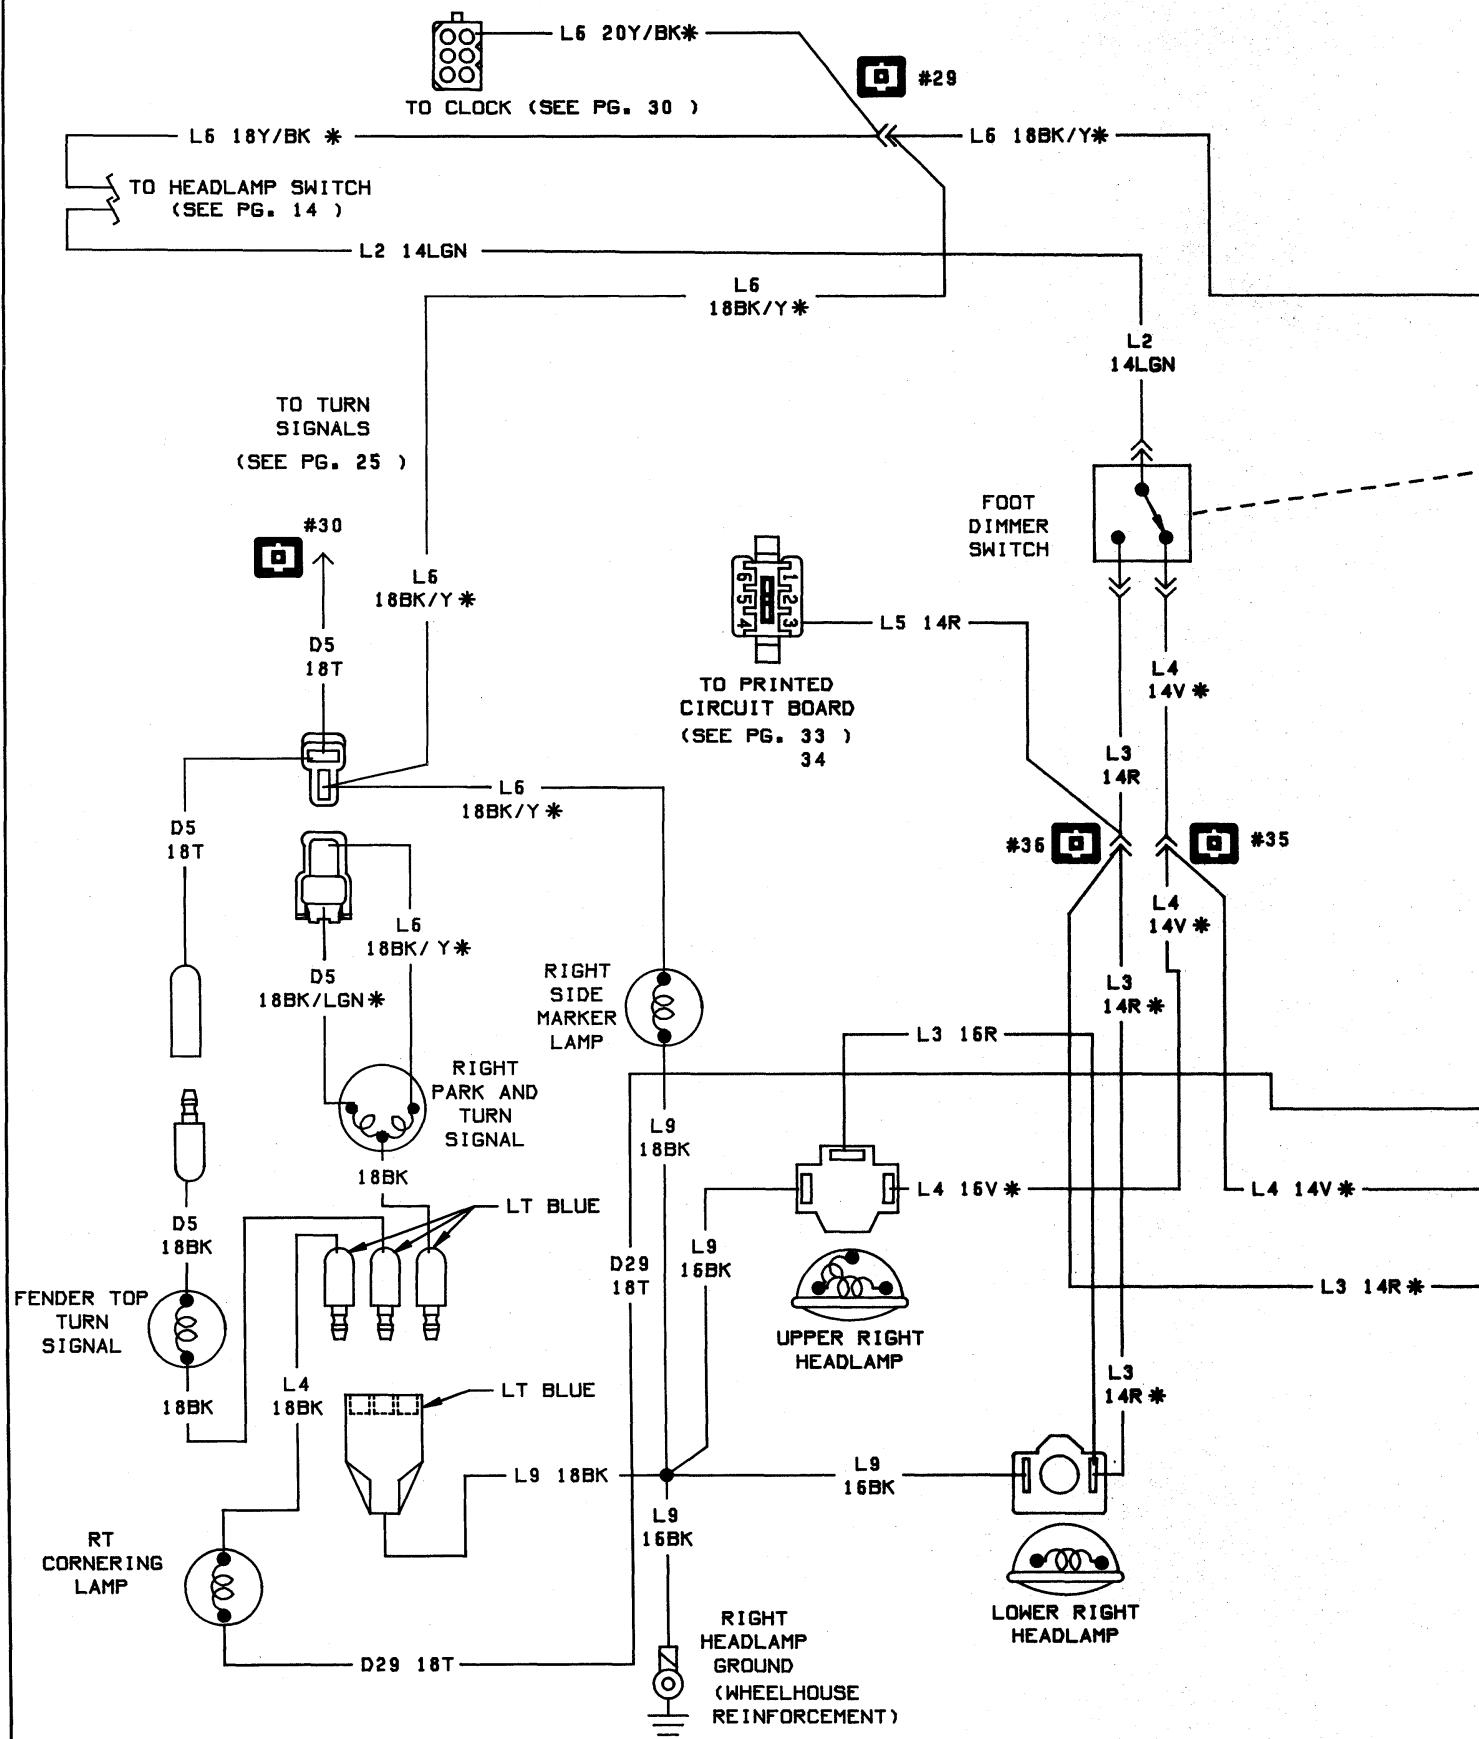 L6 20Y/BK*
#29
TO CLOCK (SEE PG. 30 )
L6 18Y/BK *
L6 18BK/Y*
TO HEADLAMP SWITCH
(SEE PG. 14 )
L2 14LGN
L6
18BK/Y*
L2
14LGN
TO TURN
SIGNALS
(SEE PG. 25 )
#30
FOOT
DIMMER
SWITCH
L6
18BK/Y*
1
2
3
6
5
4
L5 14R
D5
18T
L4
14V*
TO PRINTED
CIRCUIT BOARD
(SEE PG. 33 )
34
L3
14R
L6
18BK/Y*
D5
18T
#36
#35
L4
14V*
L6
18BK/Y*
D5
18BK/LGN*
RIGHT
SIDE
MARKER
LAMP
L3
14R*
L3 16R
RIGHT
PARK AND
TURN
SIGNAL
L9
18BK
18BK
L4 16V*
L4 14V*
LT BLUE
D5
18BK
L9
16BK
D29
18T
L3 14R*
FENDER TOP
TURN
SIGNAL
UPPER RIGHT
HEADLAMP
L4
18BK
18BK
LT BLUE
L3
14R*
L9 18BK
L9
16BK
L9
16BK
RT
CORNERING
LAMP
LOWER RIGHT
HEADLAMP
RIGHT
HEADLAMP
GROUND
(WHEELHOUSE
REINFORCEMENT)
D29 18T